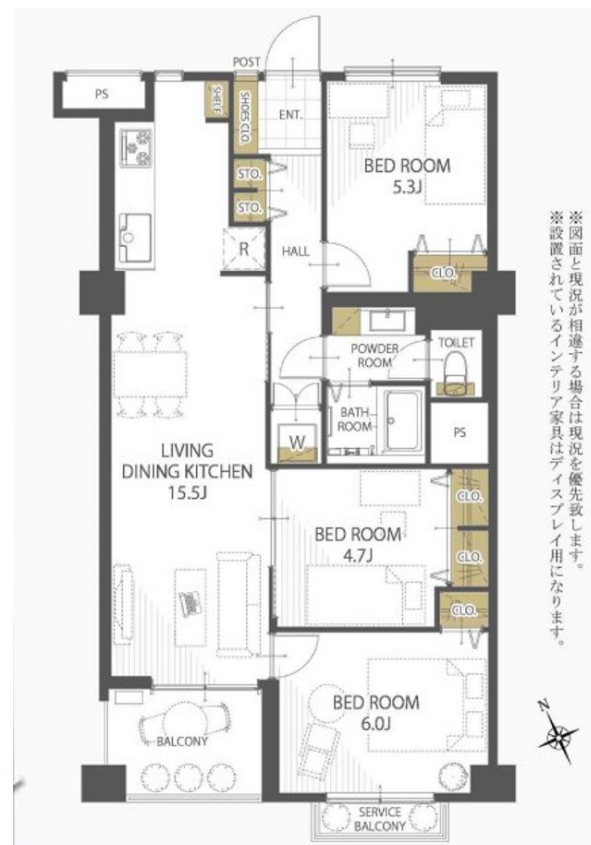 POST
PS
SHELF
SHOES CLO.
ENT.
BED ROOM
5.3J
STO.
STO.
R
HALL
CLO.
POWDER
ROOM
TOILET
BATH
ROOM
W
PS
LIVING
DINING KITCHEN
15.5J
BED ROOM
4.7J
CLO.
CLO.
CLO.
BED ROOM
6.0J
BALCONY
SERVICE
BALCONY
N
※図面と現況が相違する場合は現況を優先致します。
※設置されているインテリア家具はディスプレイ用になります。